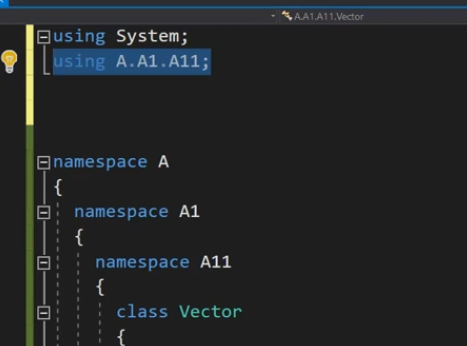 A.A1.A11.Vector
using System;
using A.A1.A11;
namespace A
{
namespace A1
{
namespace A11
{
class Vector
{